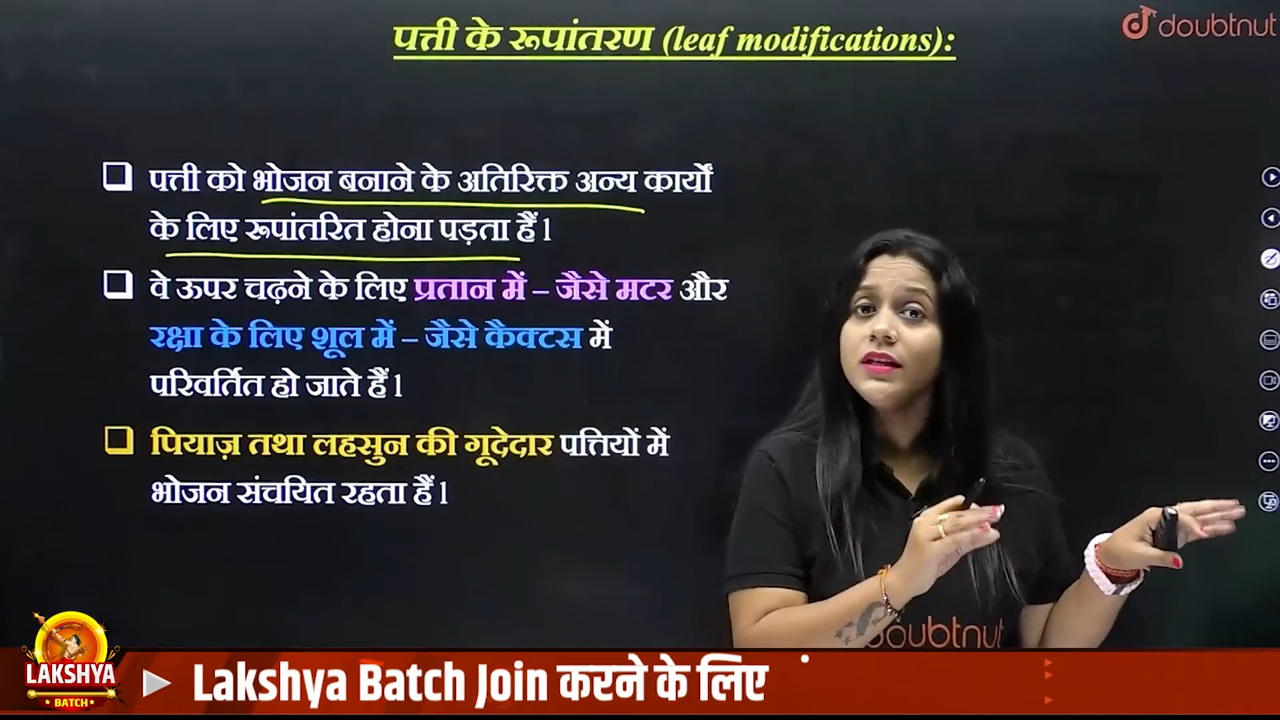 पत्ती के रूपांतरण (leaf modifications):
doubtnut
पत्ती को भोजन बनाने के अतिरिक्त अन्य कार्यों
के लिए रूपांतरित होना पड़ता हैं l
वे ऊपर चढ़ने के लिए प्रतान में – जैसे मटर और
रक्षा के लिए शूल में – जैसे कैक्टस में
परिवर्तित हो जाते हैं l
पियाज़ तथा लहसुन की गूदेदार पत्तियों में
भोजन संचयित रहता हैं l
doubtnut
LAKSHYA
BATCH
Lakshya Batch Join करने के लिए